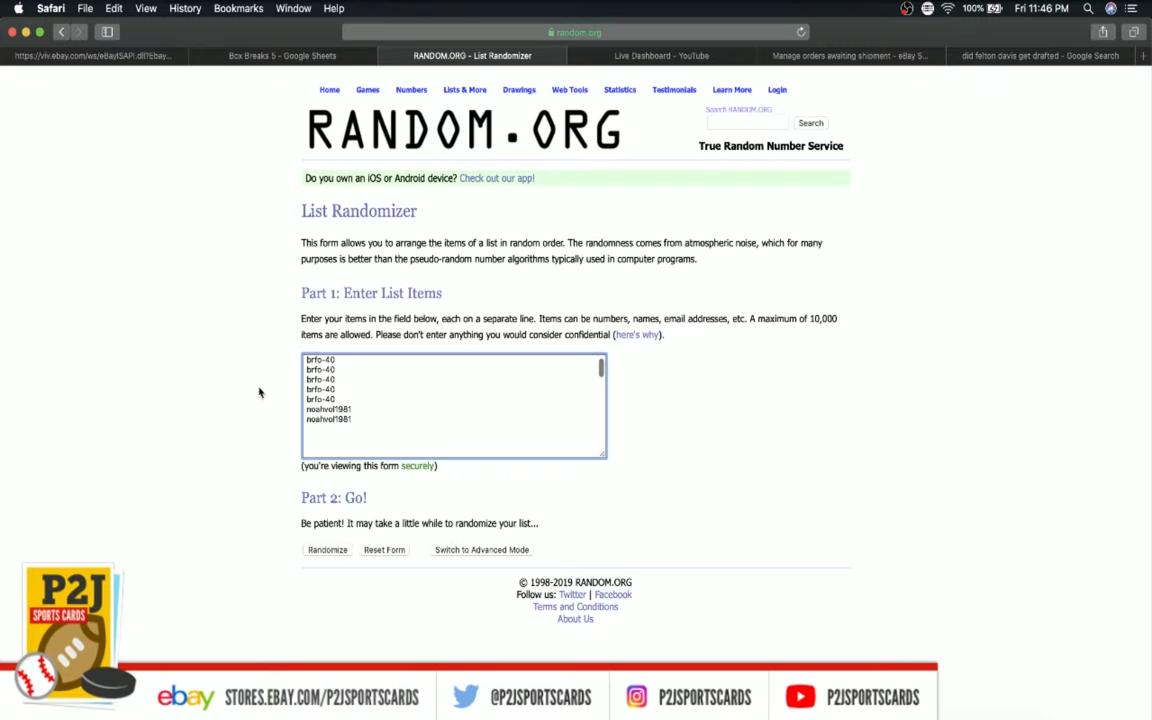 Safari File Edit View History Bookmarks Window Help 100% Fri 11:46 PM
random.org
https://viv.ebay.com/ws/eBayISAPI.dll?Ebay... Box Breaks 5 - Google Sheets RANDOM.ORG - List Randomizer Live Dashboard - YouTube Manage orders awaiting shipment - eBay S... did felton davis get drafted - Google Search
Home Games Numbers Lists & More Drawings Web Tools Statistics Testimonials Learn More Login
Search RANDOM.ORG
RANDOM.ORG
Search
True Random Number Service
Do you own an iOS or Android device? Check out our app!
List Randomizer
This form allows you to arrange the items of a list in random order. The randomness comes from atmospheric noise, which for many
purposes is better than the pseudo-random number algorithms typically used in computer programs.
Part 1: Enter List Items
Enter your items in the field below, each on a separate line. Items can be numbers, names, email addresses, etc. A maximum of 10,000
items are allowed. Please don't enter anything you would consider confidential (here's why).
brfo-40
brfo-40
brfo-40
brfo-40
brfo-40
noahvol1981
noahvol1981
(you're viewing this form securely)
Part 2: Go!
Be patient! It may take a little while to randomize your list...
Randomize Reset Form Switch to Advanced Mode
© 1998-2019 RANDOM.ORG
Follow us: Twitter | Facebook
Terms and Conditions
About Us
P2J
SPORTS CARDS
ebay STORES.EBAY.COM/P2JSPORTSCARDS @P2JSPORTSCARDS P2JSPORTSCARDS P2JSPORTSCARDS